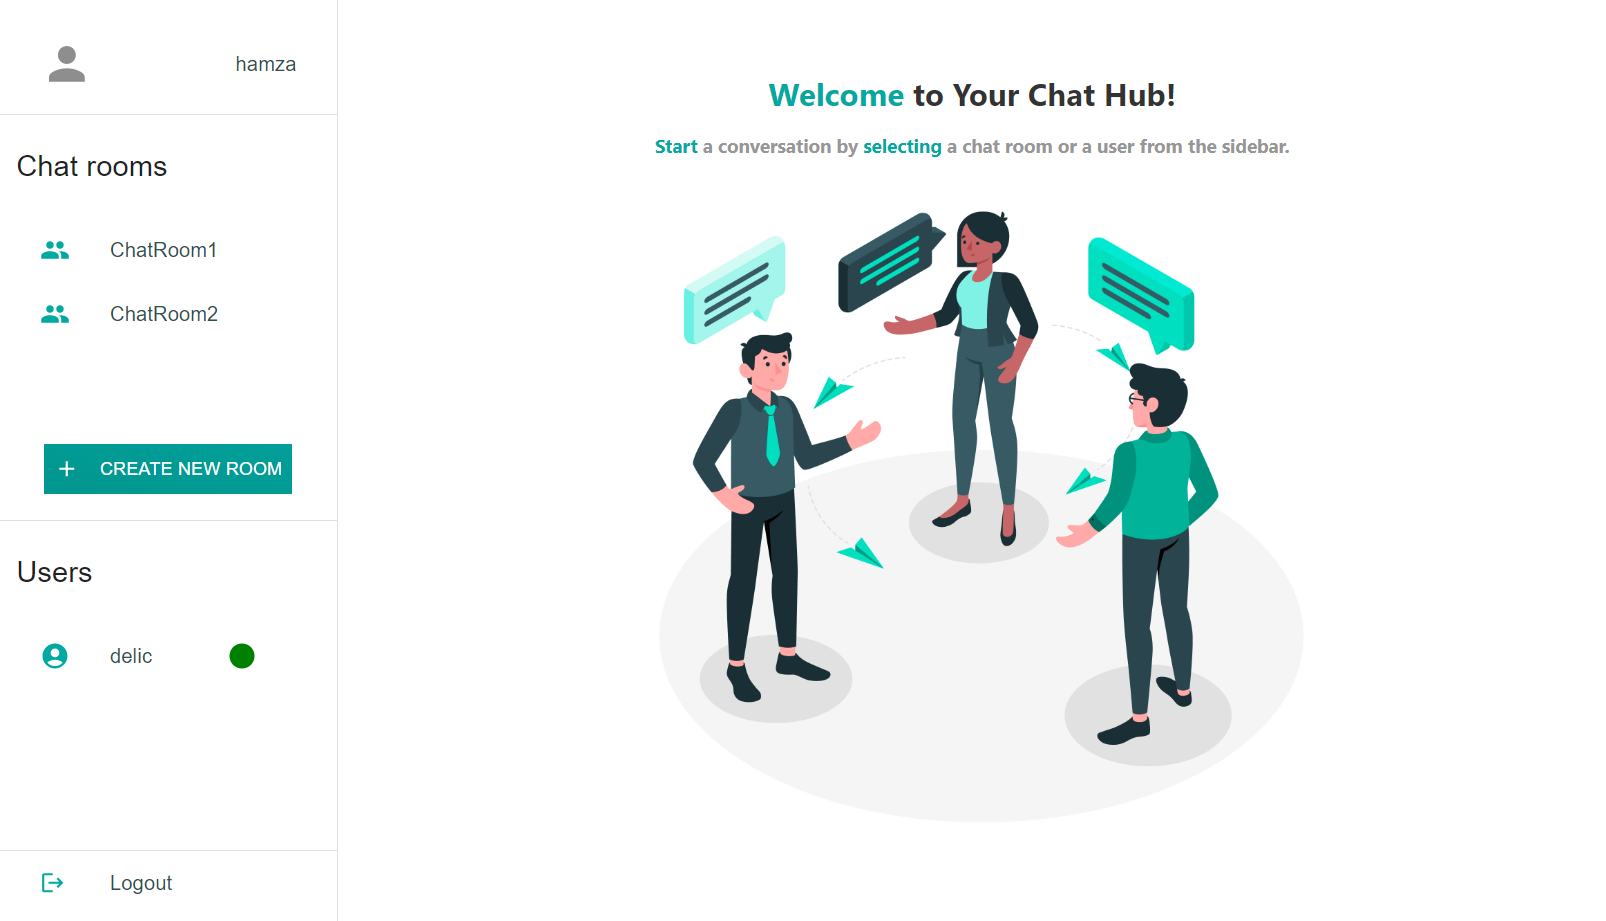 hamza
Chat rooms
ChatRoom1
ChatRoom2
CREATE NEW ROOM
Users
delic
Logout
Welcome to Your Chat Hub!
Start a conversation by selecting a chat room or a user from the sidebar.